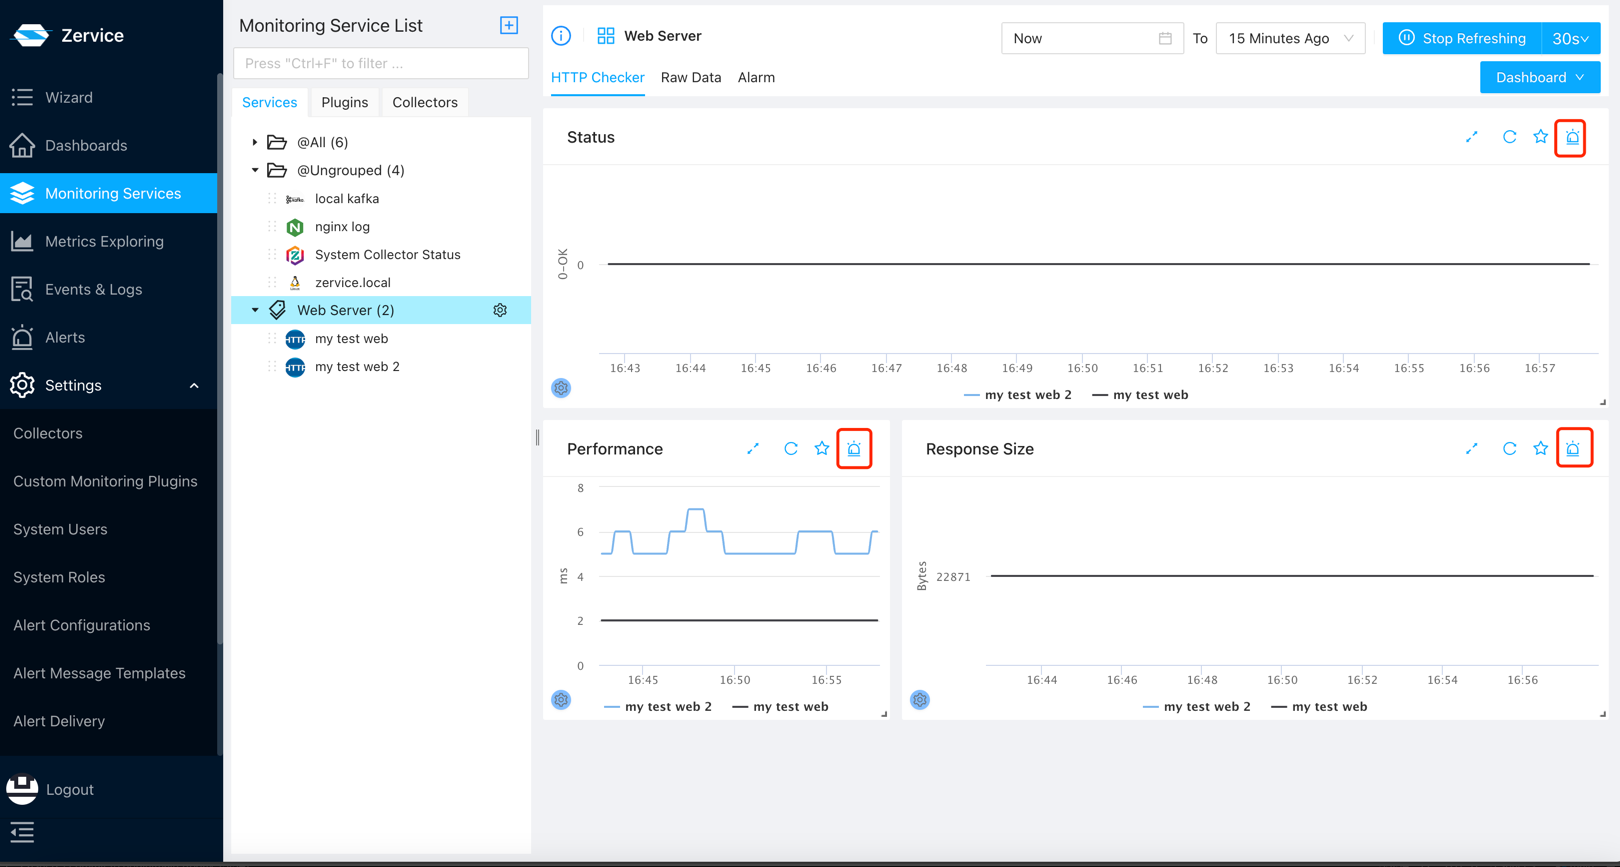 Zervice
Wizard
Dashboards
Monitoring Services
Metrics Exploring
Events & Logs
Alerts
Settings
Collectors
Custom Monitoring Plugins
System Users
System Roles
Alert Configurations
Alert Message Templates
Alert Delivery
Logout
Monitoring Service List
Press "Ctrl+F" to filter ...
Services Plugins Collectors
@All (6)
@Ungrouped (4)
local kafka
nginx log
System Collector Status
zervice.local
Web Server (2)
HTTP my test web
HTTP my test web 2
Web Server
Now To 15 Minutes Ago Stop Refreshing 30s
HTTP Checker Raw Data Alarm Dashboard
Status
0-OK
0
16:43 16:44 16:45 16:46 16:47 16:48 16:49 16:50 16:51 16:52 16:53 16:54 16:55 16:56 16:57
my test web 2 my test web
Performance
8
6
4
2
0
ms
16:45 16:50 16:55
my test web 2 my test web
Response Size
Bytes
22871
16:44 16:46 16:48 16:50 16:52 16:54 16:56
my test web 2 my test web